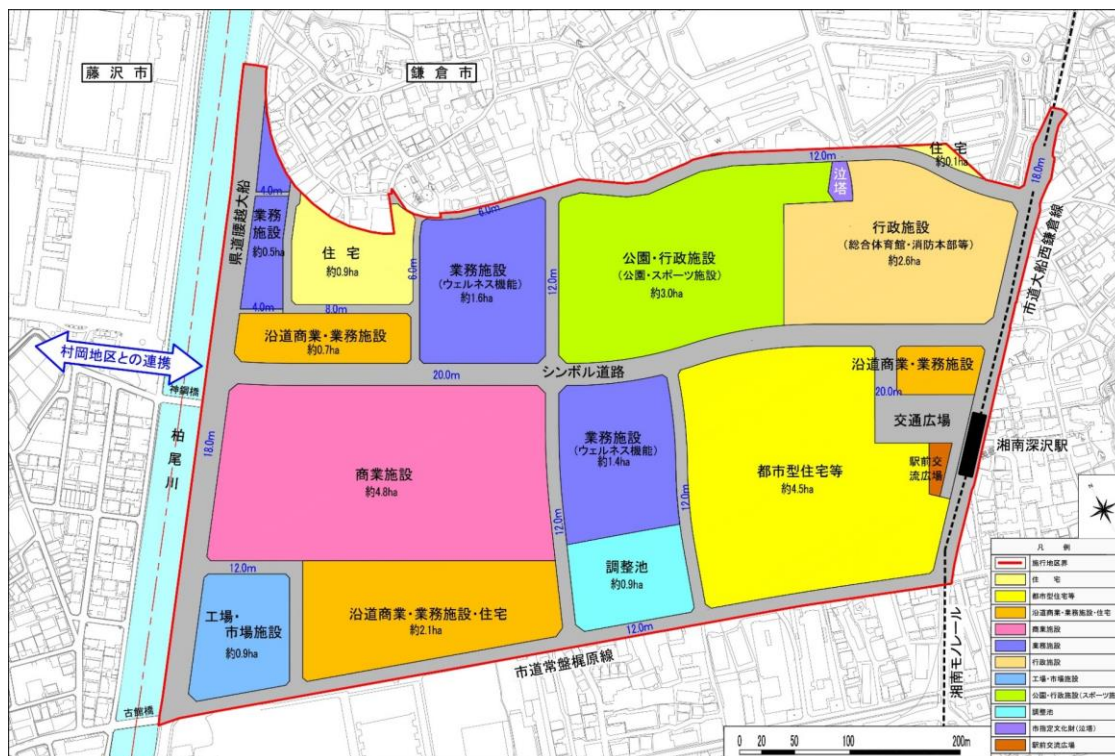 藤沢市
鎌倉市
住宅
約0.1ha
12.0m
18.0m
泣塔
県道腰越大船
4.0m
業務
施設
約0.5ha
4.0m
住宅
約0.9ha
6.0m
8.0m
6.0m
業務施設
(ウェルネス機能)
約1.6ha
12.0m
公園・行政施設
(公園・スポーツ施設)
約3.0ha
行政施設
(総合体育館・消防本部等)
約2.6ha
市道大船西鎌倉線
沿道商業・業務施設
約0.7ha
村岡地区との連携
神鋼橋
20.0m
シンボル道路
沿道商業・業務施設
20.0m
交通広場
湘南深沢駅
駅前交
流広場
柏尾川
18.0m
商業施設
約4.8ha
業務施設
(ウェルネス機能)
約1.4ha
12.0m
12.0m
都市型住宅等
約4.5ha
12.0m
工場・
市場施設
約0.9ha
沿道商業・業務施設・住宅
約2.1ha
調整池
約0.9ha
12.0m
市道常盤梶原線
湘南モノレール
古館橋
凡例
施行地区界
住宅
都市型住宅等
沿道商業・業務施設・住宅
商業施設
業務施設
行政施設
工場・市場施設
公園・行政施設(スポーツ施
調整池
市指定文化財(泣塔)
駅前交流広場
0 20 50 100 200m